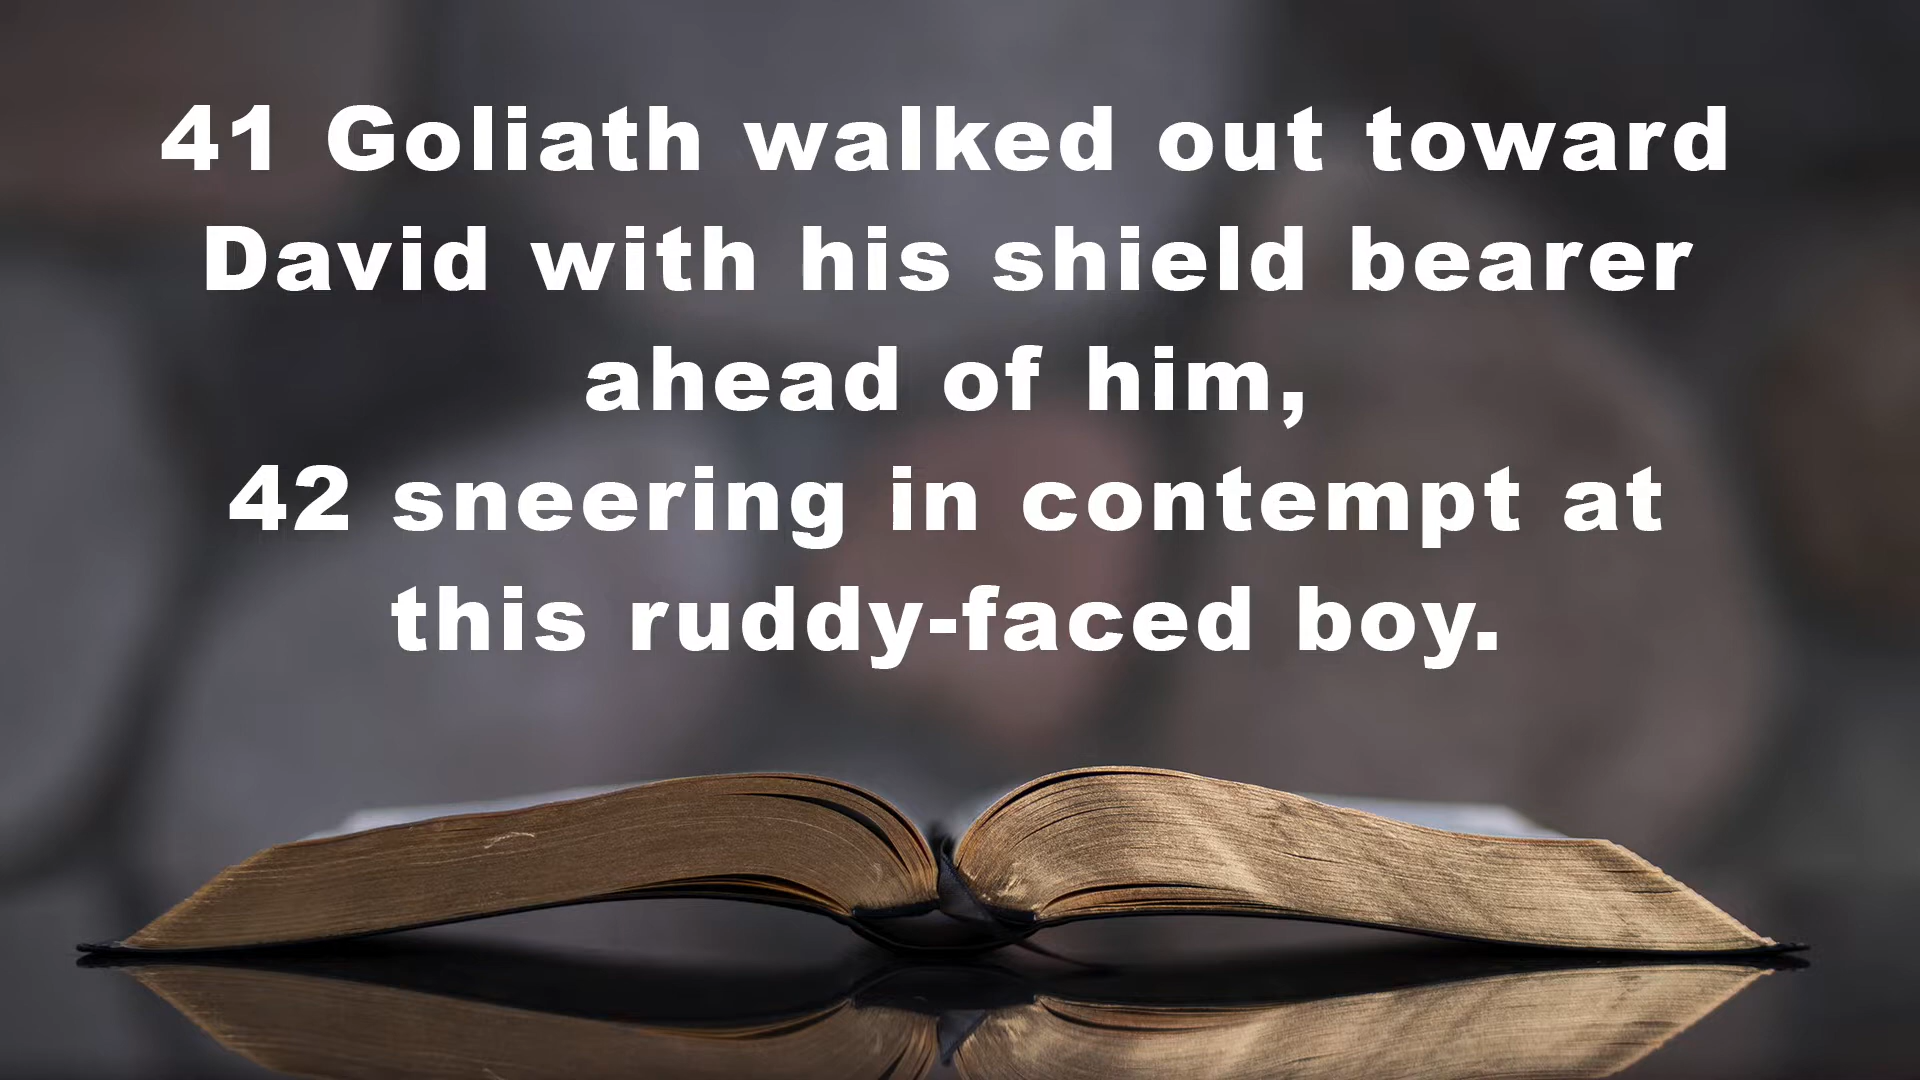 41 Goliath walked out toward
David with his shield bearer
ahead of him,
42 sneering in contempt at
this ruddy-faced boy.